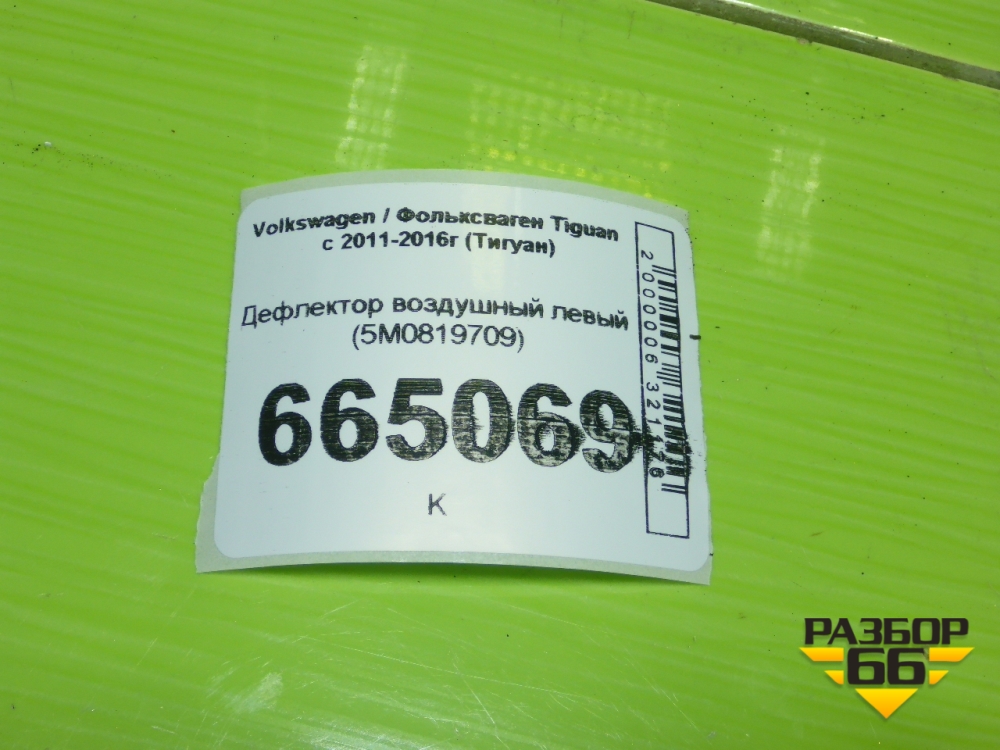 Volkswagen / Фольксваген Tiguan
с 2011-2016г (Тигуан)
Дефлектор воздушный левый
(5M0819709)
665069
К
РАЗБОР
66